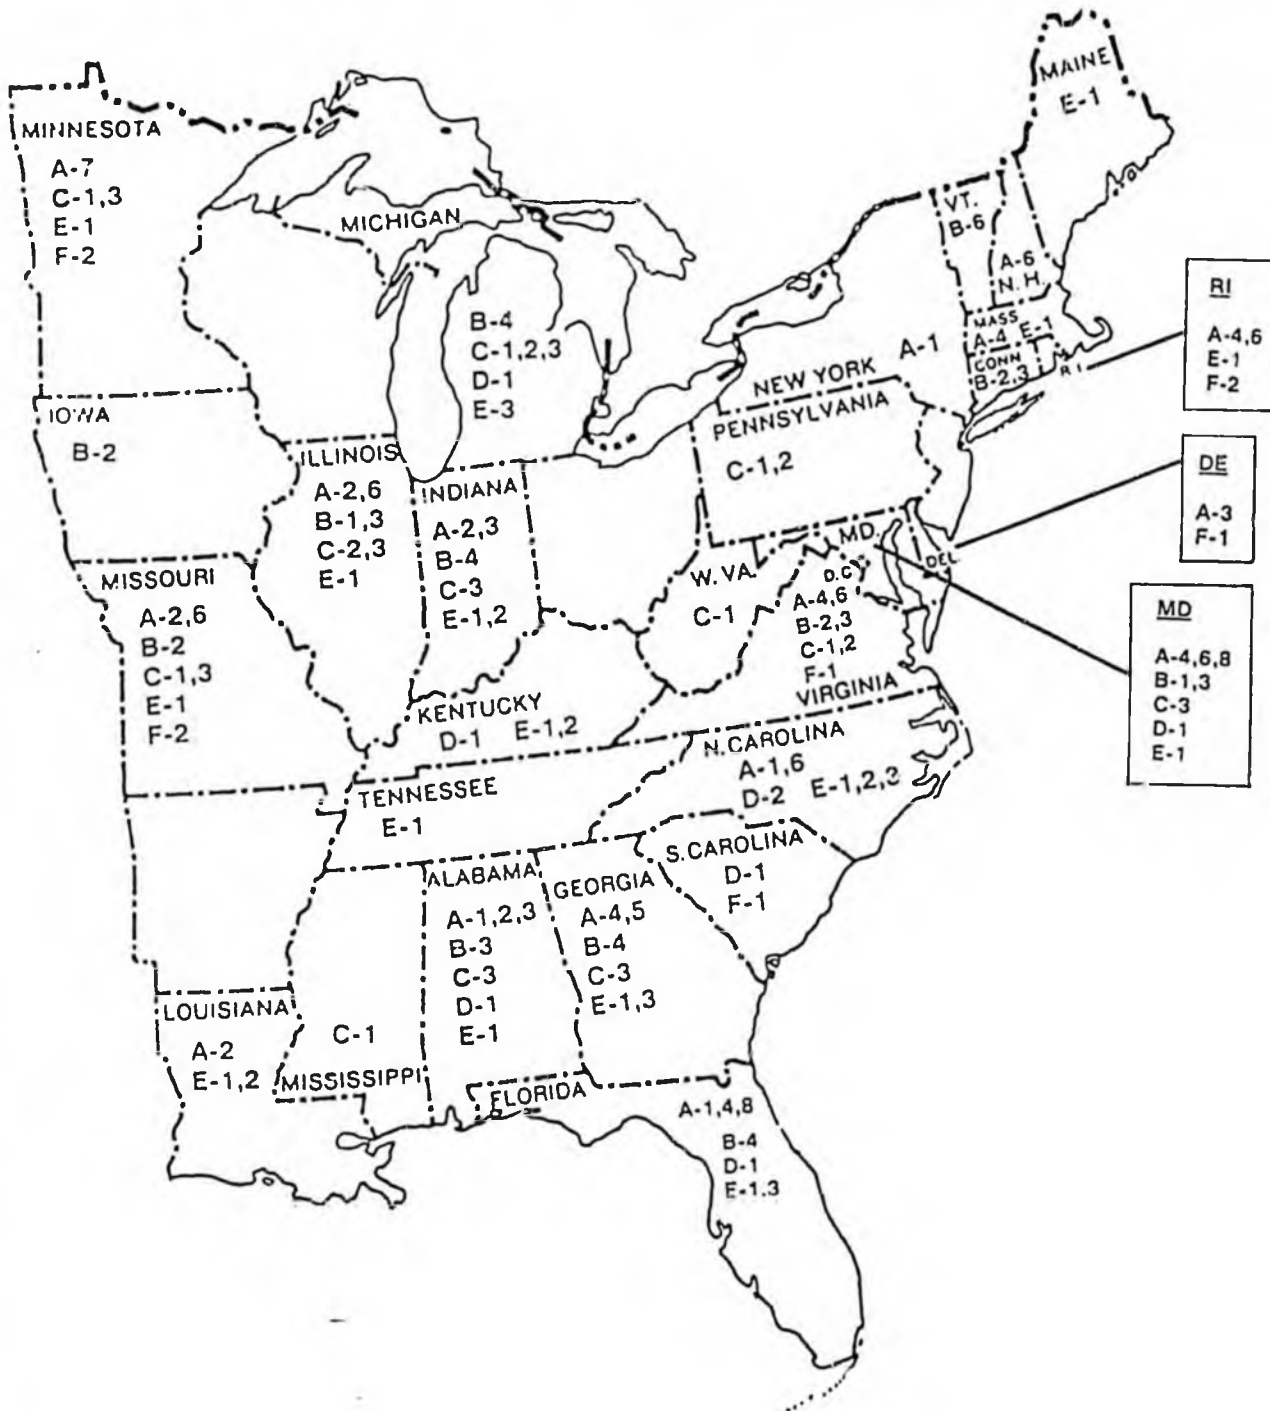 MAINE
E-1
MINNESOTA
A-7
C-1,3
E-1
F-2
MICHIGAN
B-4
C-1,2,3
D-1
E-3
VT.
B-6
A-6
N.H.
MASS
A-4 E-1
CONN
B-2,3
R I
NEW YORK A-1
RI
A-4,6
E-1
F-2
IOWA
B-2
ILLINOIS
A-2,6
B-1,3
C-2,3
E-1
INDIANA
A-2,3
B-4
C-3
E-1,2
PENNSYLVANIA
C-1,2
DE
A-3
F-1
MISSOURI
A-2,6
B-2
C-1,3
E-1
F-2
W.VA.
C-1
MD.
DEL.
D.C
A-4,6
B-2,3
C-1,2
F-1
VIRGINIA
MD
A-4,6,8
B-1,3
C-3
D-1
E-1
KENTUCKY
D-1 E-1,2
N.CAROLINA
A-1,6
D-2 E-1,2,3
TENNESSEE
E-1
S.CAROLINA
D-1
F-1
ALABAMA
A-1,2,3
B-3
C-3
D-1
E-1
GEORGIA
A-4,5
B-4
C-3
E-1,3
LOUISIANA
A-2
E-1,2
C-1
MISSISSIPPI
FLORIDA
A-1,4,8
B-4
D-1
E-1.3